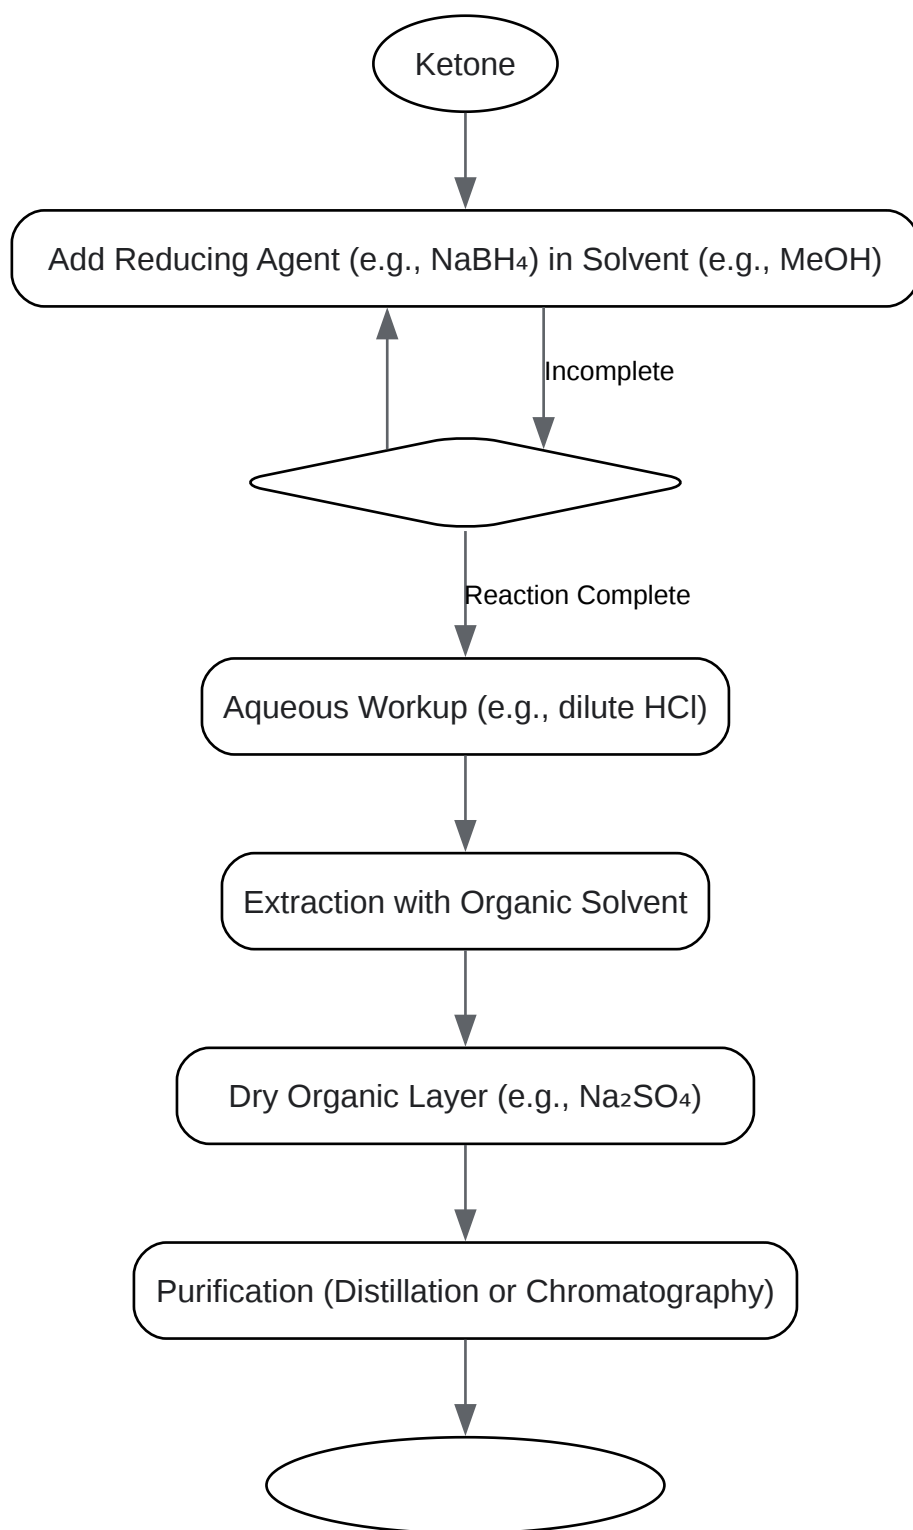 Ketone
Add Reducing Agent (e.g., NaBH₄) in Solvent (e.g., MeOH)
Incomplete
Reaction Complete
Aqueous Workup (e.g., dilute HCl)
Extraction with Organic Solvent
Dry Organic Layer (e.g., Na₂SO₄)
Purification (Distillation or Chromatography)